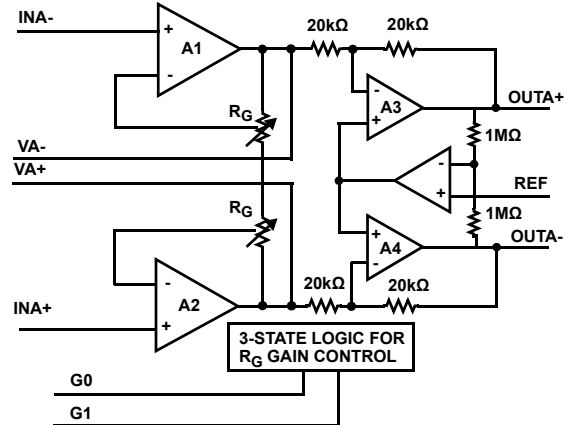 INA-
+
A1
-
20kΩ
20kΩ
-
A3
+
OUTA+
RG
1MΩ
VA-
VA+
-
+
REF
RG
1MΩ
+
A4
-
OUTA-
-
A2
+
20kΩ
20kΩ
INA+
3-STATE LOGIC FOR
RG GAIN CONTROL
G0
G1